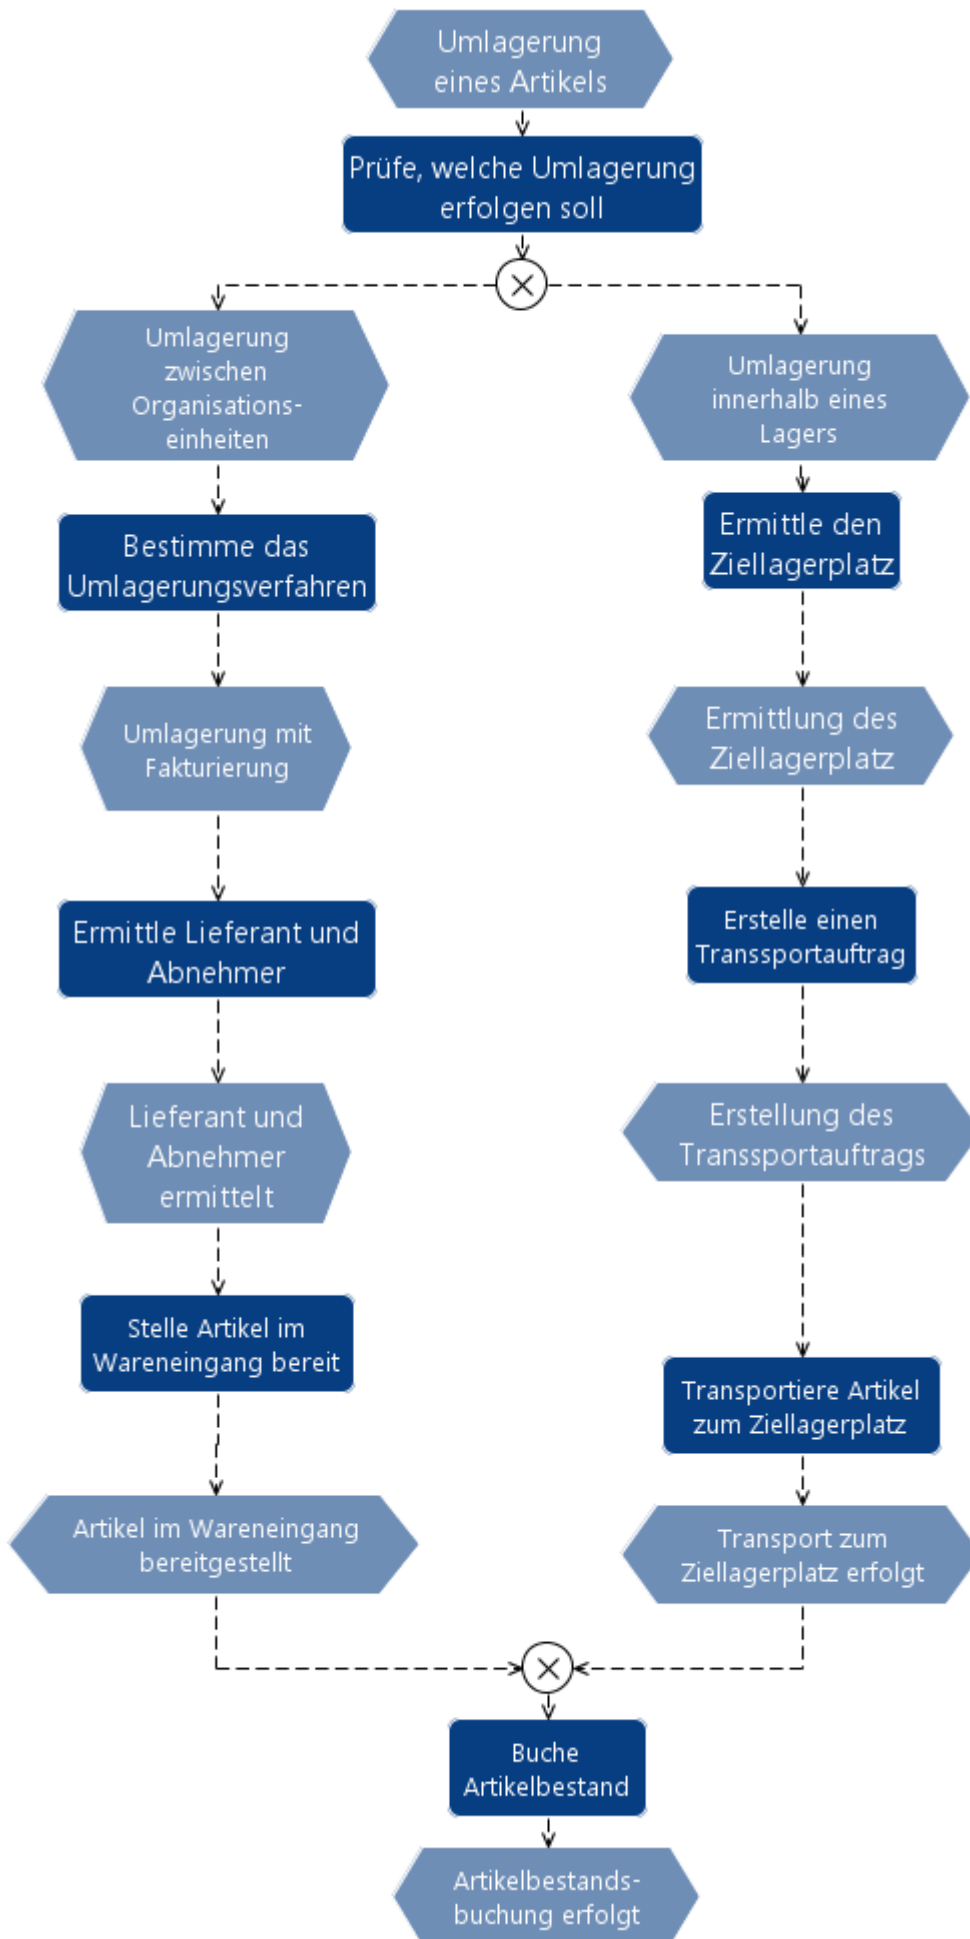 Umlagerung
eines Artikels
Prüfe, welche Umlagerung
erfolgen soll
Umlagerung
zwischen
Organisations-
einheiten
Umlagerung
innerhalb eines
Lagers
Bestimme das
Umlagerungsverfahren
Ermittle den
Ziellagerplatz
Umlagerung mit
Fakturierung
Ermittlung des
Ziellagerplatz
Ermittle Lieferant und
Abnehmer
Erstelle einen
Transsportauftrag
Lieferant und
Abnehmer
ermittelt
Erstellung des
Transsportauftrags
Stelle Artikel im
Wareneingang bereit
Transportiere Artikel
zum Ziellagerplatz
Artikel im Wareneingang
bereitgestellt
Transport zum
Ziellagerplatz erfolgt
Buche
Artikelbestand
Artikelbestands-
buchung erfolgt